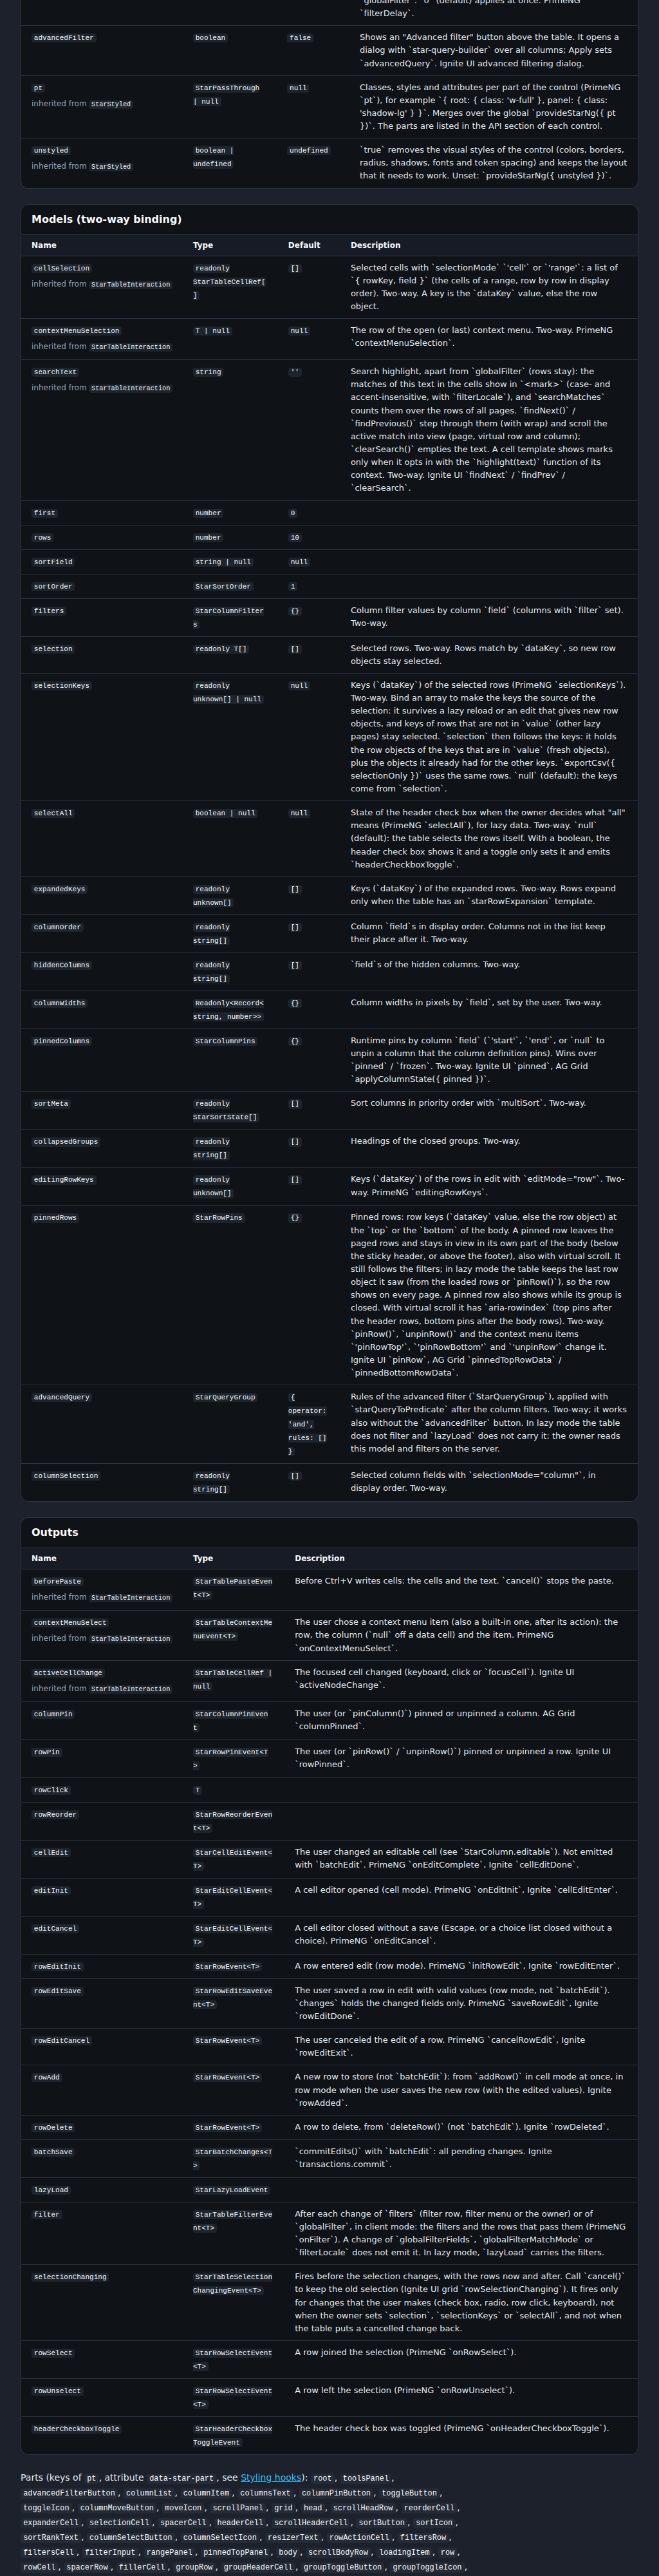 `filterDelay`.
advancedFilter boolean false Shows an "Advanced filter" button above the table. It opens a
dialog with `star-query-builder` over all columns; Apply sets
`advancedQuery`. Ignite UI advanced filtering dialog.
pt StarPassThrough null Classes, styles and attributes per part of the control (PrimeNG
inherited from StarStyled | null `pt`), for example `{ root: { class: 'w-full' }, panel: { class:
'shadow-lg' } }`. Merges over the global `provideStarNg({ pt
})`. The parts are listed in the API section of each control.
unstyled boolean | undefined `true` removes the visual styles of the control (colors, borders,
inherited from StarStyled undefined radius, shadows, fonts and token spacing) and keeps the layout
that it needs to work. Unset: `provideStarNg({ unstyled })`.
Models (two-way binding)
Name Type Default Description
cellSelection readonly [] Selected cells with `selectionMode` `'cell'` or `'range'`: a list of
inherited from StarTableInteraction StarTableCellRef[ `{ rowKey, field }` (the cells of a range, row by row in display
] order). Two-way. A key is the `dataKey` value, else the row
object.
contextMenuSelection T | null null The row of the open (or last) context menu. Two-way. PrimeNG
inherited from StarTableInteraction `contextMenuSelection`.
searchText string '' Search highlight, apart from `globalFilter` (rows stay): the
inherited from StarTableInteraction matches of this text in the cells show in `<mark>` (case- and
accent-insensitive, with `filterLocale`), and `searchMatches`
counts them over the rows of all pages. `findNext()` /
`findPrevious()` step through them (with wrap) and scroll the
active match into view (page, virtual row and column);
`clearSearch()` empties the text. A cell template shows marks
only when it opts in with the `highlight(text)` function of its
context. Two-way. Ignite UI `findNext` / `findPrev` /
`clearSearch`.
first number 0
rows number 10
sortField string | null null
sortOrder StarSortOrder 1
filters StarColumnFilter {} Column filter values by column `field` (columns with `filter` set).
s Two-way.
selection readonly T[] [] Selected rows. Two-way. Rows match by `dataKey`, so new row
objects stay selected.
selectionKeys readonly null Keys (`dataKey`) of the selected rows (PrimeNG `selectionKeys`).
unknown[] | null Two-way. Bind an array to make the keys the source of the
selection: it survives a lazy reload or an edit that gives new row
objects, and keys of rows that are not in `value` (other lazy
pages) stay selected. `selection` then follows the keys: it holds
the row objects of the keys that are in `value` (fresh objects),
plus the objects it already had for the other keys. `exportCsv({
selectionOnly })` uses the same rows. `null` (default): the keys
come from `selection`.
selectAll boolean | null null State of the header check box when the owner decides what "all"
means (PrimeNG `selectAll`), for lazy data. Two-way. `null`
(default): the table selects the rows itself. With a boolean, the
header check box shows it and a toggle only sets it and emits
`headerCheckboxToggle`.
expandedKeys readonly [] Keys (`dataKey`) of the expanded rows. Two-way. Rows expand
unknown[] only when the table has an `starRowExpansion` template.
columnOrder readonly [] Column `field`s in display order. Columns not in the list keep
string[] their place after it. Two-way.
hiddenColumns readonly [] `field`s of the hidden columns. Two-way.
string[]
columnWidths Readonly<Record< {} Column widths in pixels by `field`, set by the user. Two-way.
string, number>>
pinnedColumns StarColumnPins {} Runtime pins by column `field` (`'start'`, `'end'`, or `null` to
unpin a column that the column definition pins). Wins over
`pinned` / `frozen`. Two-way. Ignite UI `pinned`, AG Grid
`applyColumnState({ pinned })`.
sortMeta readonly [] Sort columns in priority order with `multiSort`. Two-way.
StarSortState[]
collapsedGroups readonly [] Headings of the closed groups. Two-way.
string[]
editingRowKeys readonly [] Keys (`dataKey`) of the rows in edit with `editMode="row"`. Two-
unknown[] way. PrimeNG `editingRowKeys`.
pinnedRows StarRowPins {} Pinned rows: row keys (`dataKey` value, else the row object) at
the `top` or the `bottom` of the body. A pinned row leaves the
paged rows and stays in view in its own part of the body (below
the sticky header, or above the footer), also with virtual scroll. It
still follows the filters; in lazy mode the table keeps the last row
object it saw (from the loaded rows or `pinRow()`), so the row
shows on every page. A pinned row also shows while its group is
closed. With virtual scroll it has `aria-rowindex` (top pins after
the header rows, bottom pins after the body rows). Two-way.
`pinRow()`, `unpinRow()` and the context menu items
`'pinRowTop'`, `'pinRowBottom'` and `'unpinRow'` change it.
Ignite UI `pinRow`, AG Grid `pinnedTopRowData` /
`pinnedBottomRowData`.
advancedQuery StarQueryGroup { Rules of the advanced filter (`StarQueryGroup`), applied with
operator: `starQueryToPredicate` after the column filters. Two-way; it works
'and', also without the `advancedFilter` button. In lazy mode the table
rules: [] does not filter and `lazyLoad` does not carry it: the owner reads
} this model and filters on the server.
columnSelection readonly [] Selected column fields with `selectionMode="column"`, in
string[] display order. Two-way.
Outputs
Name Type Description
beforePaste StarTablePasteEven Before Ctrl+V writes cells: the cells and the text. `cancel()` stops the paste.
inherited from StarTableInteraction t<T>
contextMenuSelect StarTableContextMe The user chose a context menu item (also a built-in one, after its action): the
inherited from StarTableInteraction nuEvent<T> row, the column (`null` off a data cell) and the item. PrimeNG
`onContextMenuSelect`.
activeCellChange StarTableCellRef | The focused cell changed (keyboard, click or `focusCell`). Ignite UI
inherited from StarTableInteraction null `activeNodeChange`.
columnPin StarColumnPinEven The user (or `pinColumn()`) pinned or unpinned a column. AG Grid
t `columnPinned`.
rowPin StarRowPinEvent<T The user (or `pinRow()` / `unpinRow()`) pinned or unpinned a row. Ignite UI
> `rowPinned`.
rowClick T
rowReorder StarRowReorderEven
t<T>
cellEdit StarCellEditEvent< The user changed an editable cell (see `StarColumn.editable`). Not emitted
T> with `batchEdit`. PrimeNG `onEditComplete`, Ignite `cellEditDone`.
editInit StarEditCellEvent< A cell editor opened (cell mode). PrimeNG `onEditInit`, Ignite `cellEditEnter`.
T>
editCancel StarEditCellEvent< A cell editor closed without a save (Escape, or a choice list closed without a
T> choice). PrimeNG `onEditCancel`.
rowEditInit StarRowEvent<T> A row entered edit (row mode). PrimeNG `initRowEdit`, Ignite `rowEditEnter`.
rowEditSave StarRowEditSaveEve The user saved a row in edit with valid values (row mode, not `batchEdit`).
nt<T> `changes` holds the changed fields only. PrimeNG `saveRowEdit`, Ignite
`rowEditDone`.
rowEditCancel StarRowEvent<T> The user canceled the edit of a row. PrimeNG `cancelRowEdit`, Ignite
`rowEditExit`.
rowAdd StarRowEvent<T> A new row to store (not `batchEdit`): from `addRow()` in cell mode at once, in
row mode when the user saves the new row (with the edited values). Ignite
`rowAdded`.
rowDelete StarRowEvent<T> A row to delete, from `deleteRow()` (not `batchEdit`). Ignite `rowDeleted`.
batchSave StarBatchChanges<T `commitEdits()` with `batchEdit`: all pending changes. Ignite
> `transactions.commit`.
lazyLoad StarLazyLoadEvent
filter StarTableFilterEve After each change of `filters` (filter row, filter menu or the owner) or of
nt<T> `globalFilter`, in client mode: the filters and the rows that pass them (PrimeNG
`onFilter`). A change of `globalFilterFields`, `globalFilterMatchMode` or
`filterLocale` does not emit it. In lazy mode, `lazyLoad` carries the filters.
selectionChanging StarTableSelection Fires before the selection changes, with the rows now and after. Call `cancel()`
ChangingEvent<T> to keep the old selection (Ignite UI grid `rowSelectionChanging`). It fires only
for changes that the user makes (check box, radio, row click, keyboard), not
when the owner sets `selection`, `selectionKeys` or `selectAll`, and not when
the table puts a cancelled change back.
rowSelect StarRowSelectEvent A row joined the selection (PrimeNG `onRowSelect`).
<T>
rowUnselect StarRowSelectEvent A row left the selection (PrimeNG `onRowUnselect`).
<T>
headerCheckboxToggle StarHeaderCheckbox The header check box was toggled (PrimeNG `onHeaderCheckboxToggle`).
ToggleEvent
Parts (keys of pt, attribute data-star-part, see Styling hooks): root, toolsPanel,
advancedFilterButton, columnList, columnItem, columnsText, columnPinButton, toggleButton,
toggleIcon, columnMoveButton, moveIcon, scrollPanel, grid, head, scrollHeadRow, reorderCell,
expanderCell, selectionCell, spacerCell, headerCell, scrollHeaderCell, sortButton, sortIcon,
sortRankText, columnSelectButton, columnSelectIcon, resizerText, rowActionCell, filtersRow,
filtersCell, filterInput, rangePanel, pinnedTopPanel, body, scrollBodyRow, loadingItem, row,
rowCell, spacerRow, fillerCell, groupRow, groupHeaderCell, groupToggleButton, groupToggleIcon,